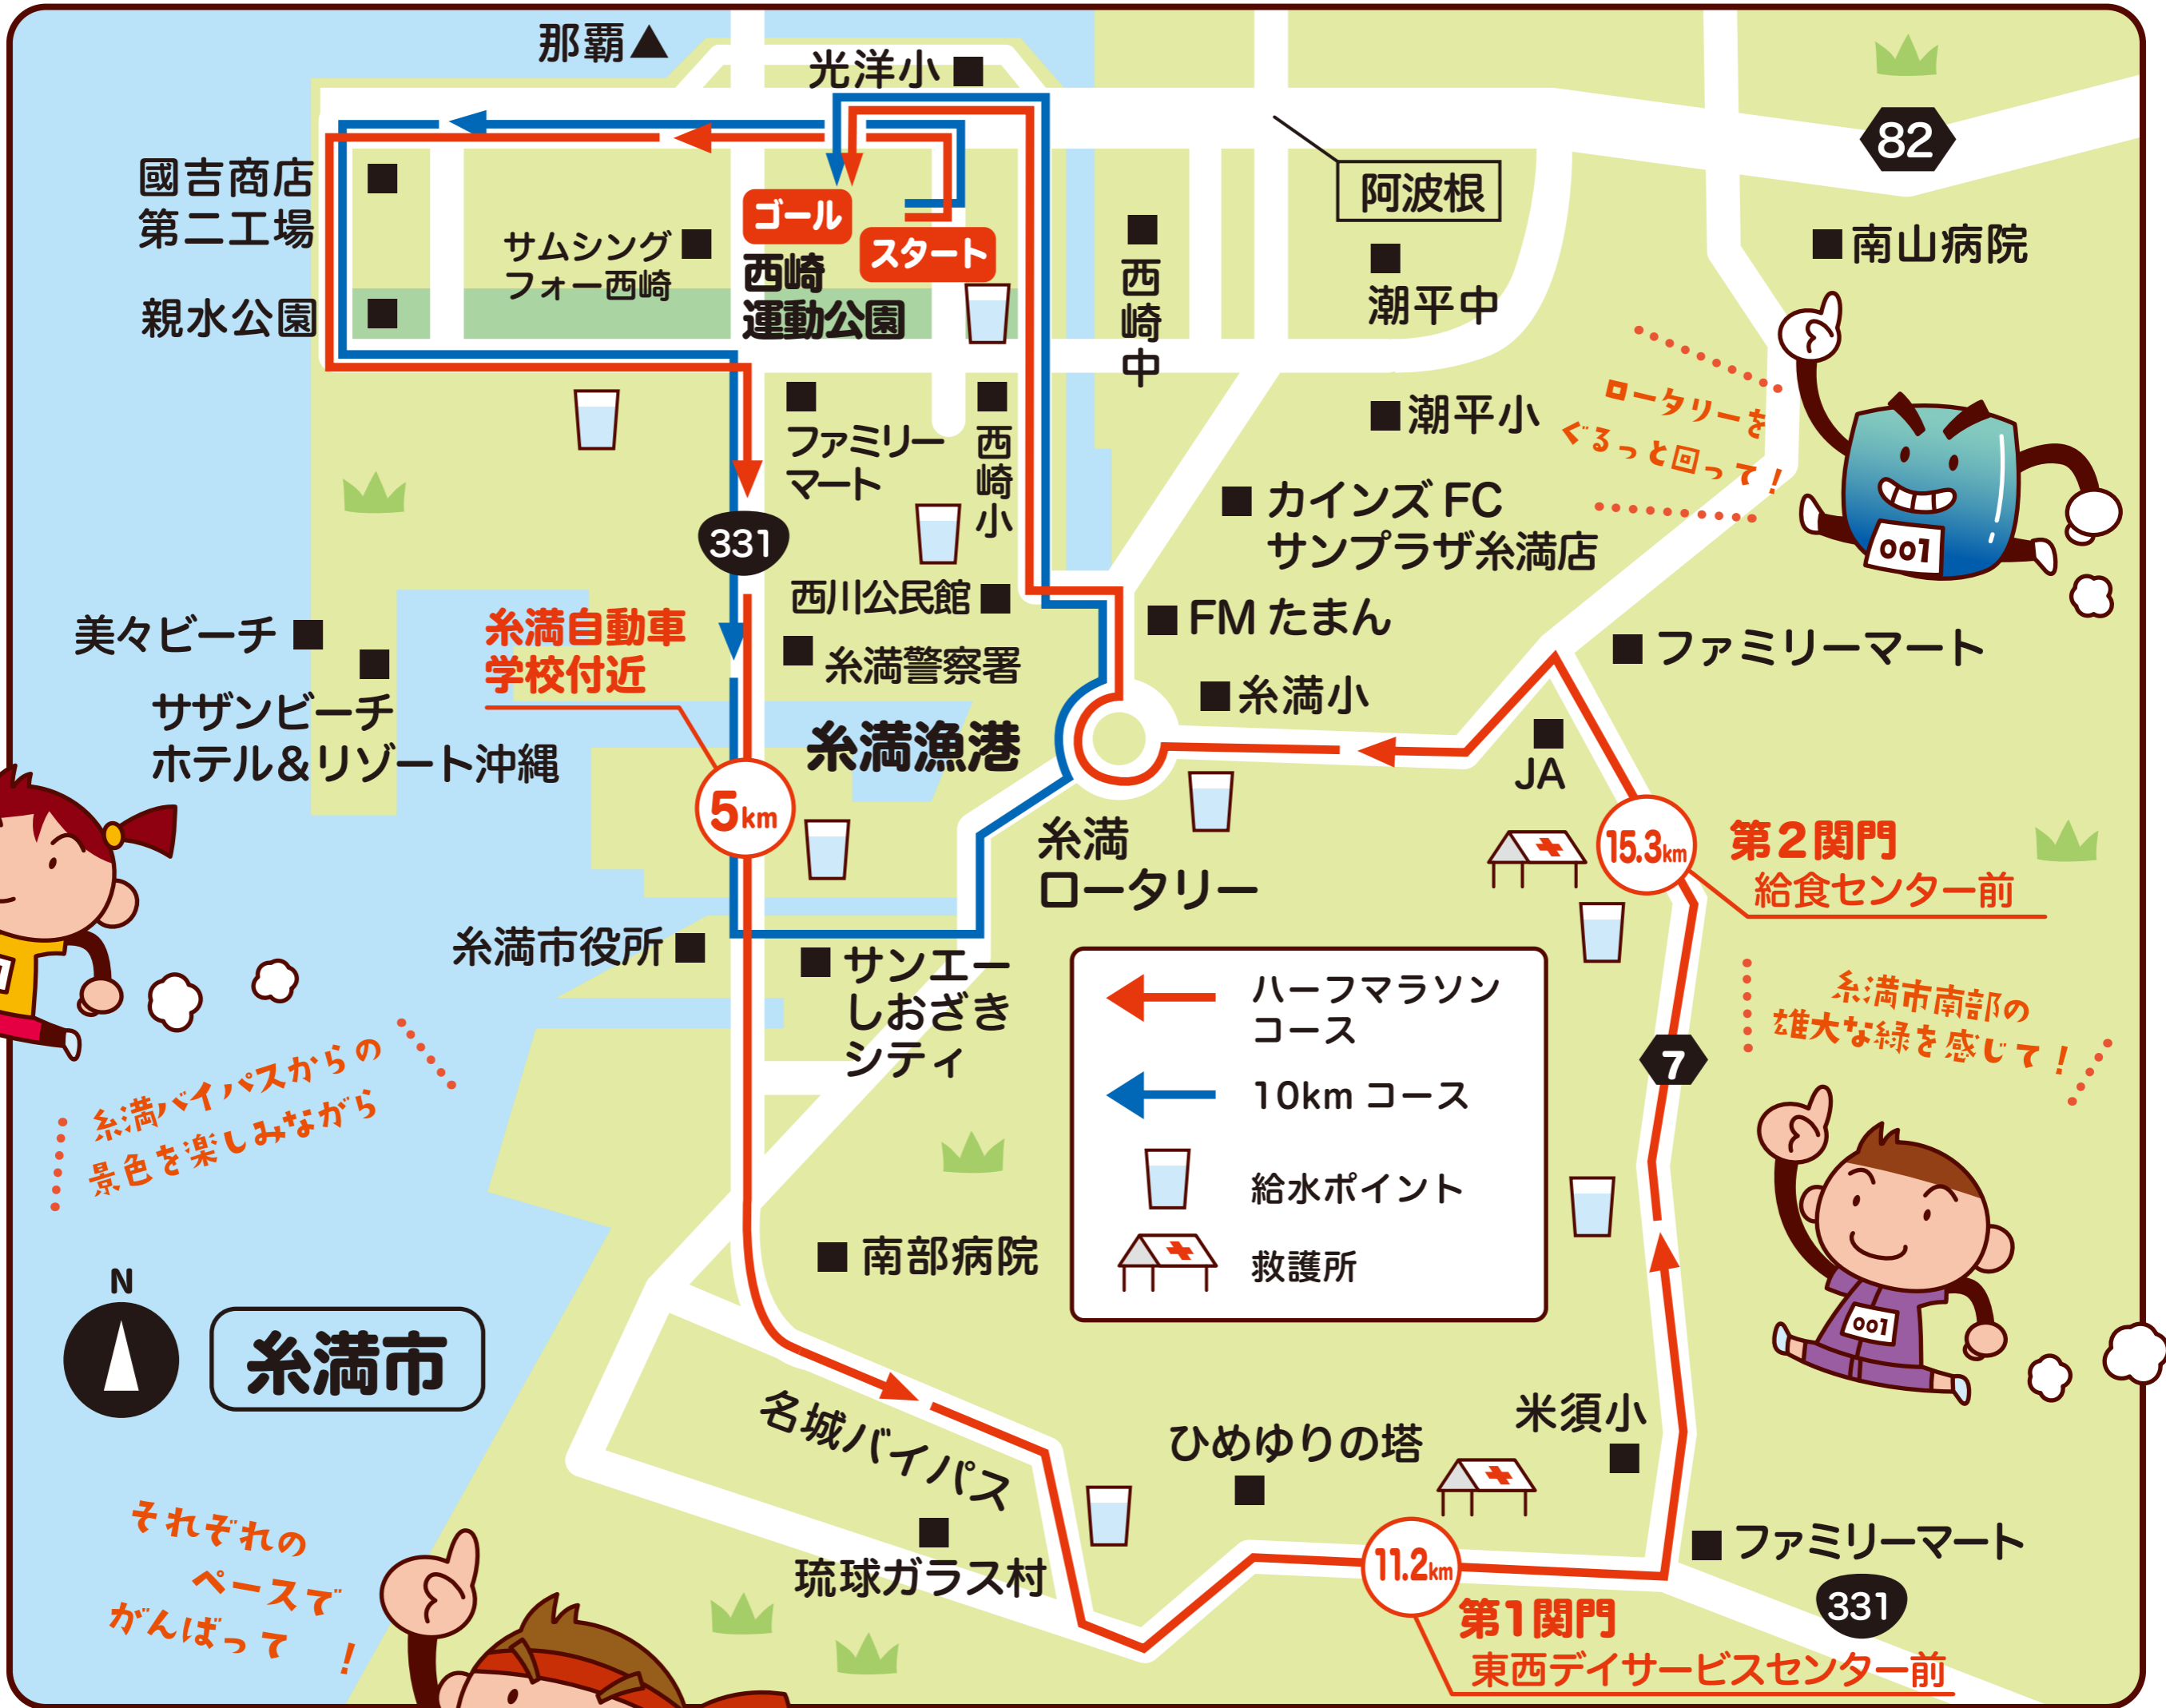 那覇▲
光洋小
82
國吉商店
第二工場
サムシング
フォー西崎
ゴール
スタート
西崎
運動公園
親水公園
西崎中
阿波根
潮平中
南山病院
潮平小
ロータリーを
ぐるっと回って!
001
ファミリー
マート
西崎小
カインズ FC
サンプラザ糸満店
331
西川公民館
FM たまん
糸満警察署
ファミリーマート
美々ビーチ
サザンビーチ
ホテル&リゾート沖縄
糸満自動車
学校付近
5km
糸満漁港
糸満小
JA
糸満
ロータリー
15.3km
第2関門
給食センター前
糸満市役所
サンエー
しおざき
シティ
ハーフマラソン
コース
10km コース
給水ポイント
救護所
7
糸満市南部の
雄大な緑を感じて!
001
糸満バイパスからの
景色を楽しみながら
南部病院
N
糸満市
名城バイパス
ひめゆりの塔
米須小
琉球ガラス村
ファミリーマート
331
11.2km
第1関門
東西デイサービスセンター前
それぞれの
ペースで
がんばって!